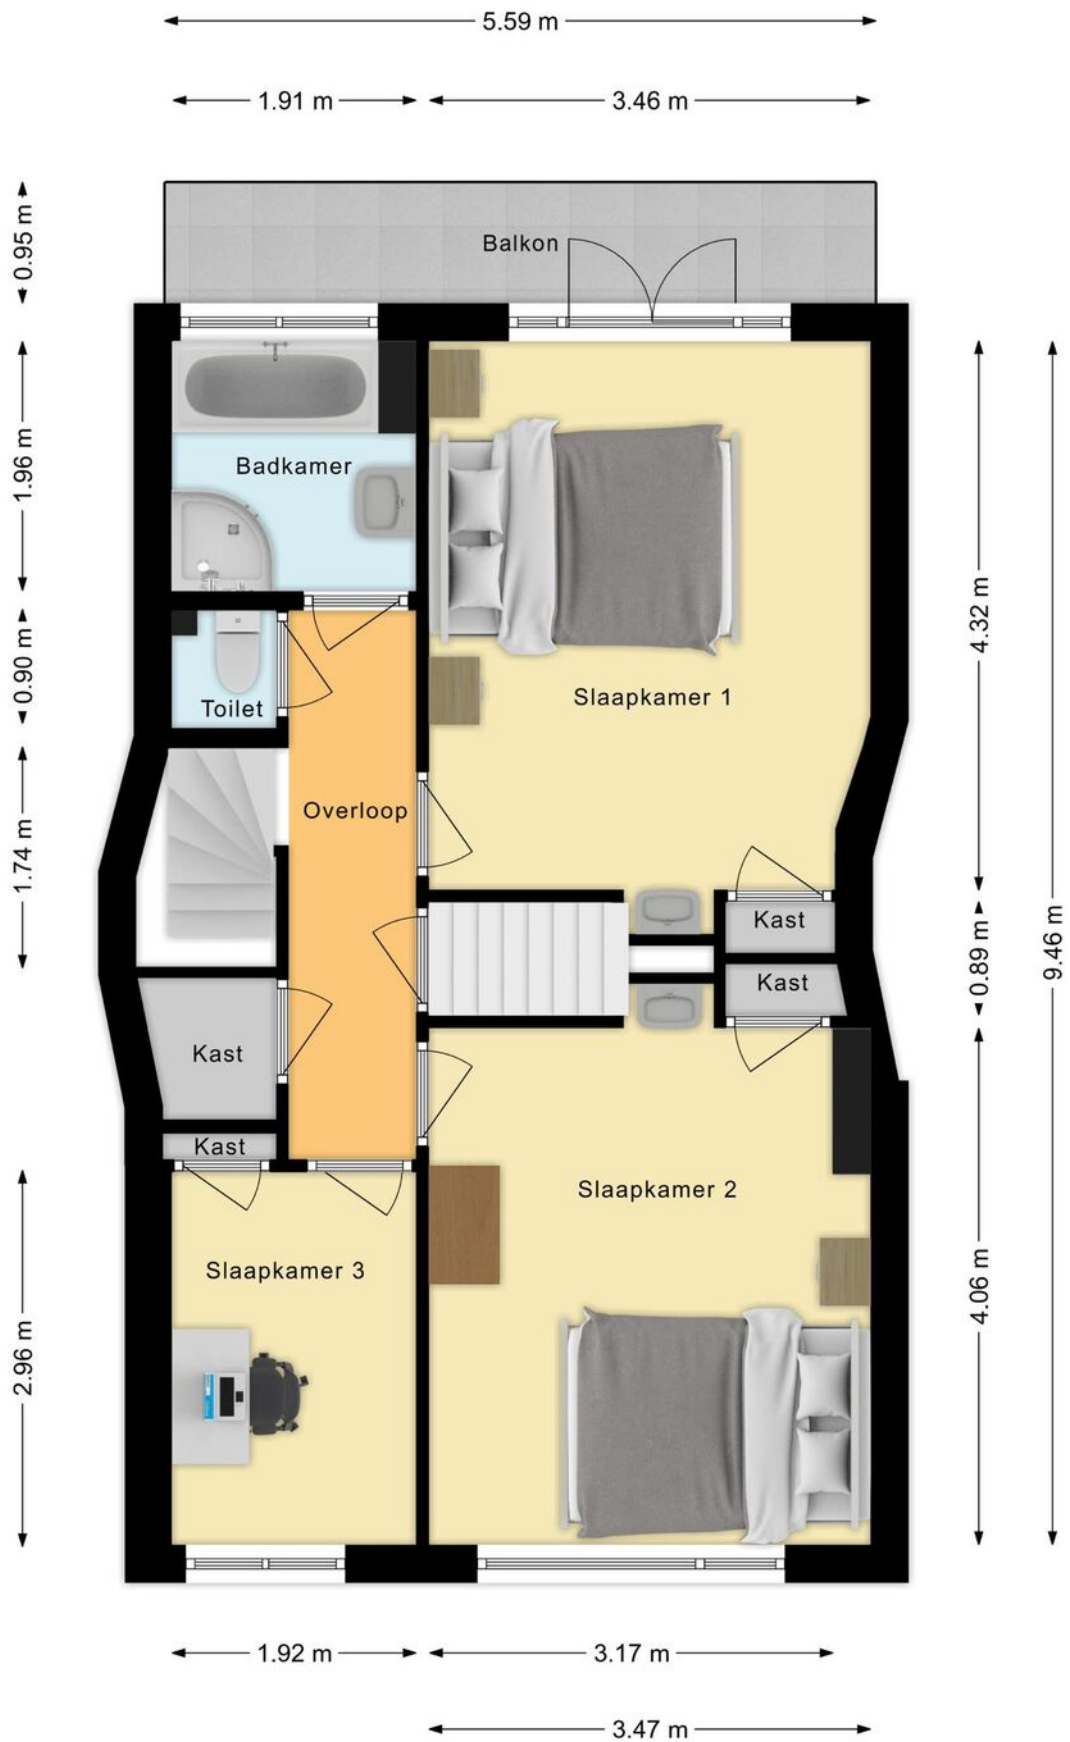 5.59 m
1.91 m
3.46 m
0.95 m
Balkon
1.96 m
Badkamer
4.32 m
9.46 m
0.90 m
Toilet
Slaapkamer 1
Overloop
1.74 m
Kast
0.89 m
Kast
Kast
Kast
Slaapkamer 2
Slaapkamer 3
4.06 m
2.96 m
1.92 m
3.17 m
3.47 m